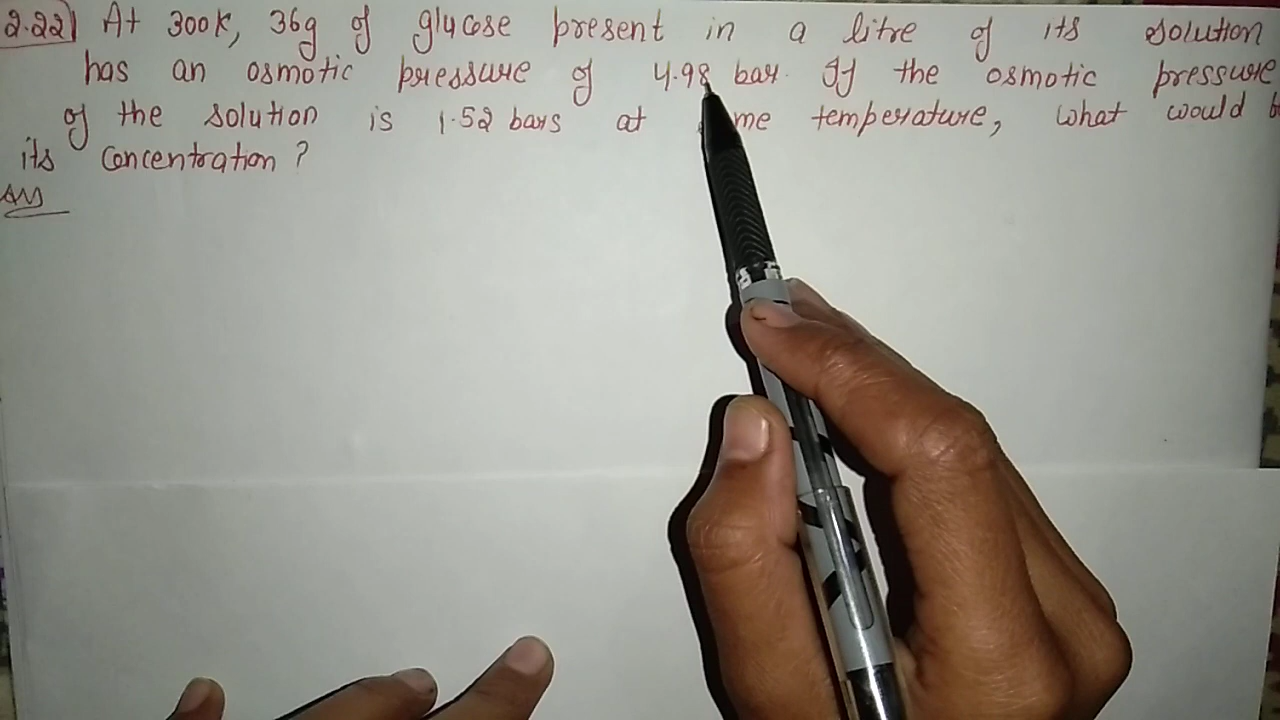 2.22) At 300K, 36g of glucose present in a litre of its solution
has an osmotic pressure of 4.98 bar. If the osmotic pressure
of the solution is 1.52 bars at me temperature, what would b
its concentration?
Ans